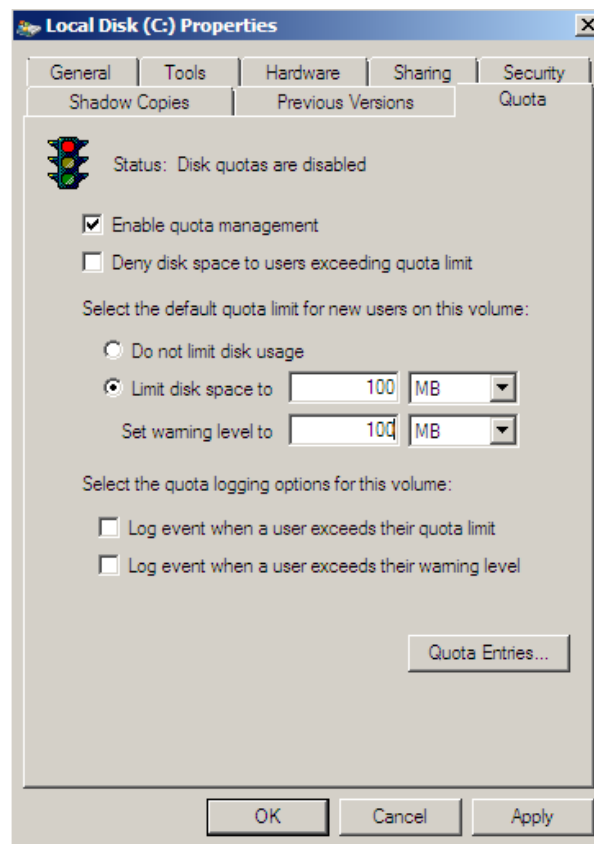 Local Disk (C:) Properties
General Tools Hardware Sharing Security
Shadow Copies Previous Versions Quota
Status: Disk quotas are disabled
Enable quota management
Deny disk space to users exceeding quota limit
Select the default quota limit for new users on this volume:
Do not limit disk usage
Limit disk space to 100 MB
Set warning level to 100 MB
Select the quota logging options for this volume:
Log event when a user exceeds their quota limit
Log event when a user exceeds their warning level
Quota Entries...
OK Cancel Apply